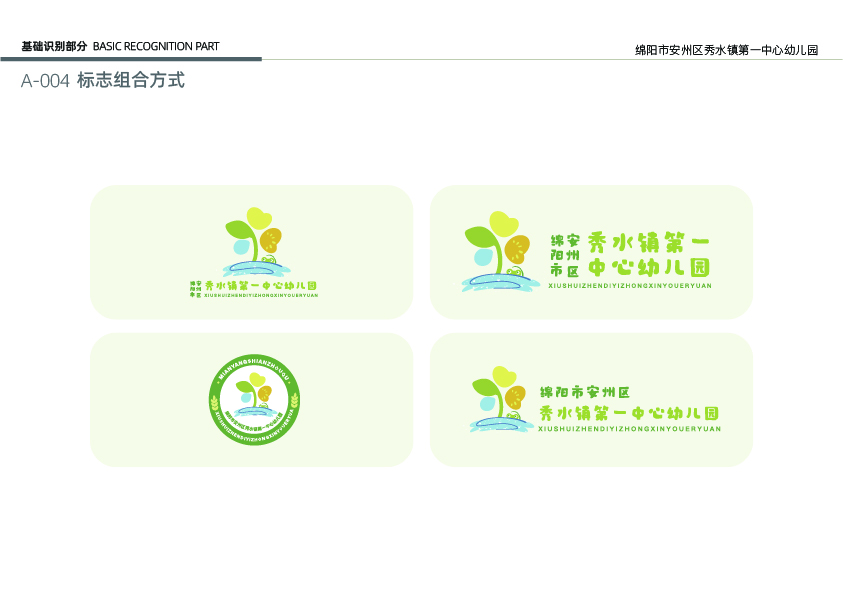 基础识别部分 BASIC RECOGNITION PART
绵阳市安州区秀水镇第一中心幼儿园
A-004 标志组合方式
绵阳市 安州区 秀水镇第一中心幼儿园
XIUSHUIZHENDIYIZHONGXINYOUERYUAN
绵阳市 安州区 秀水镇第一
中心幼儿园
XIUSHUIZHENDIYIZHONGXINYOUERYUAN
MIANYANGSHIANZHOUQU
绵阳市安州区秀水镇第一中心幼儿园
XIUSHUIZHENDIYIZHONGXINYOUERYUAN
绵阳市安州区
秀水镇第一中心幼儿园
XIUSHUIZHENDIYIZHONGXINYOUERYUAN